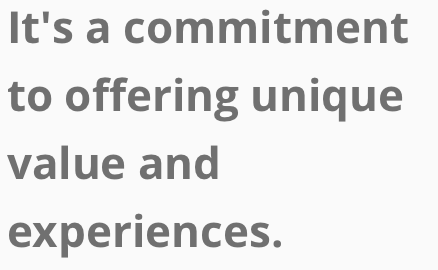 It's a commitment
to offering unique
value and
experiences.